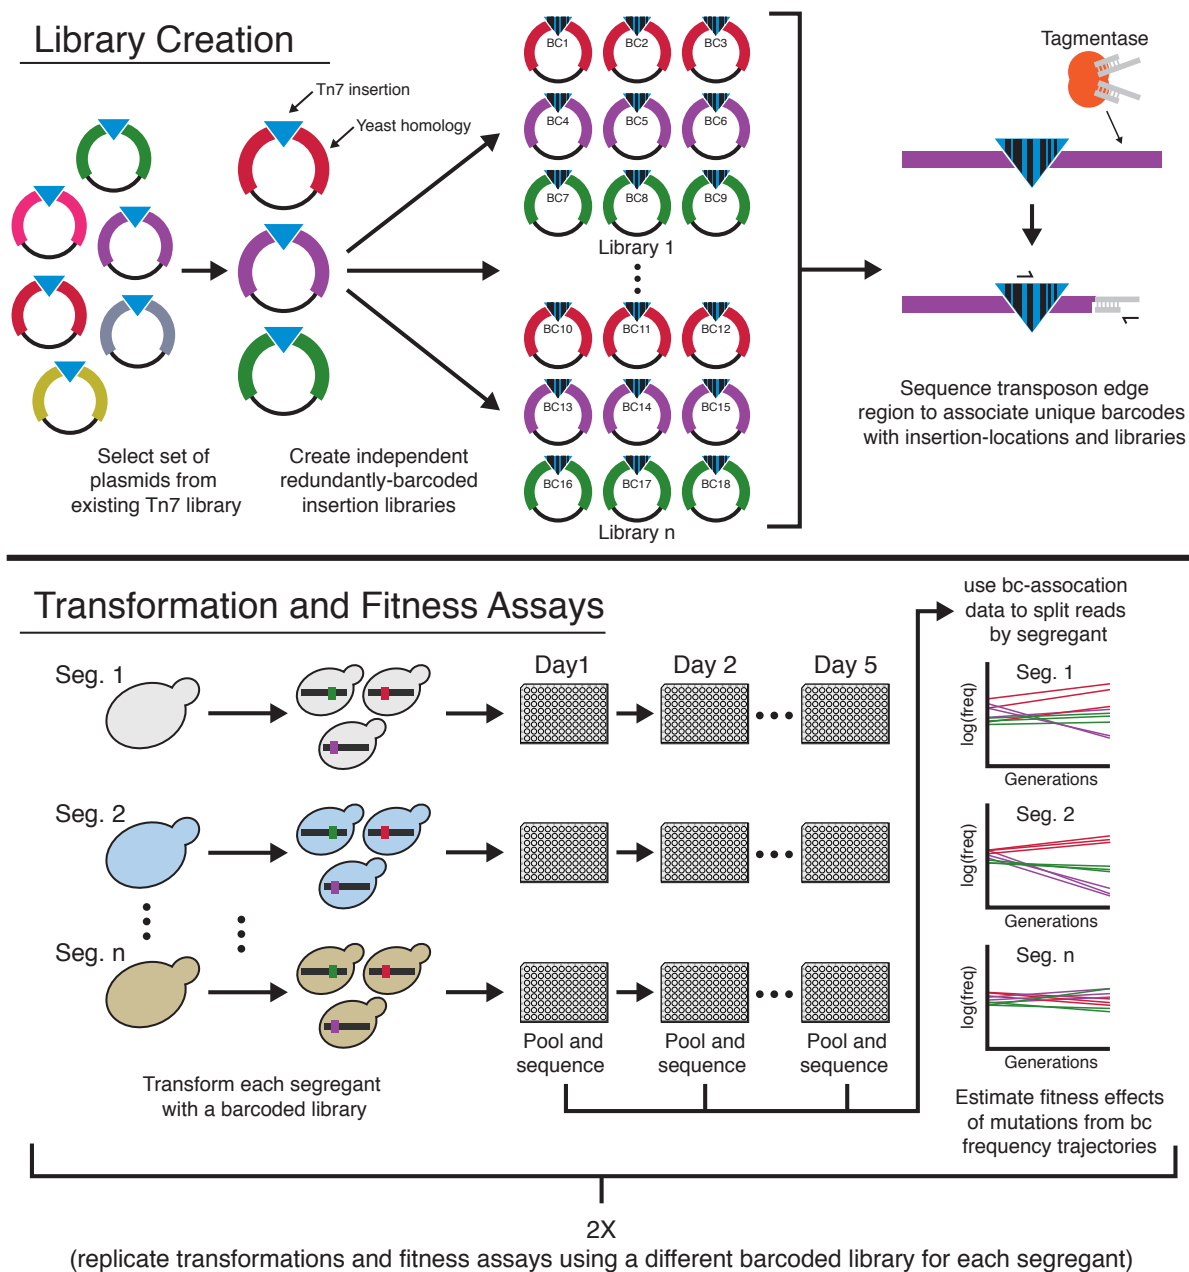 Library Creation
Tn7 insertion
Yeast homology
Select set of
plasmids from
existing Tn7 library
Create independent
redundantly-barcoded
insertion libraries
BC1
BC2
BC3
BC4
BC5
BC6
BC7
BC8
BC9
Library 1
BC10
BC11
BC12
BC13
BC14
BC15
BC16
BC17
BC18
Library n
Tagmentase
Sequence transposon edge
region to associate unique barcodes
with insertion-locations and libraries
Transformation and Fitness Assays
Seg. 1
Seg. 2
Seg. n
Transform each segregant
with a barcoded library
Day1
Day 2
Day 5
Pool and
sequence
Pool and
sequence
Pool and
sequence
use bc-assocation
data to split reads
by segregant
Seg. 1
log(freq)
Generations
Seg. 2
log(freq)
Generations
Seg. n
log(freq)
Generations
Estimate fitness effects
of mutations from bc
frequency trajectories
2X
(replicate transformations and fitness assays using a different barcoded library for each segregant)